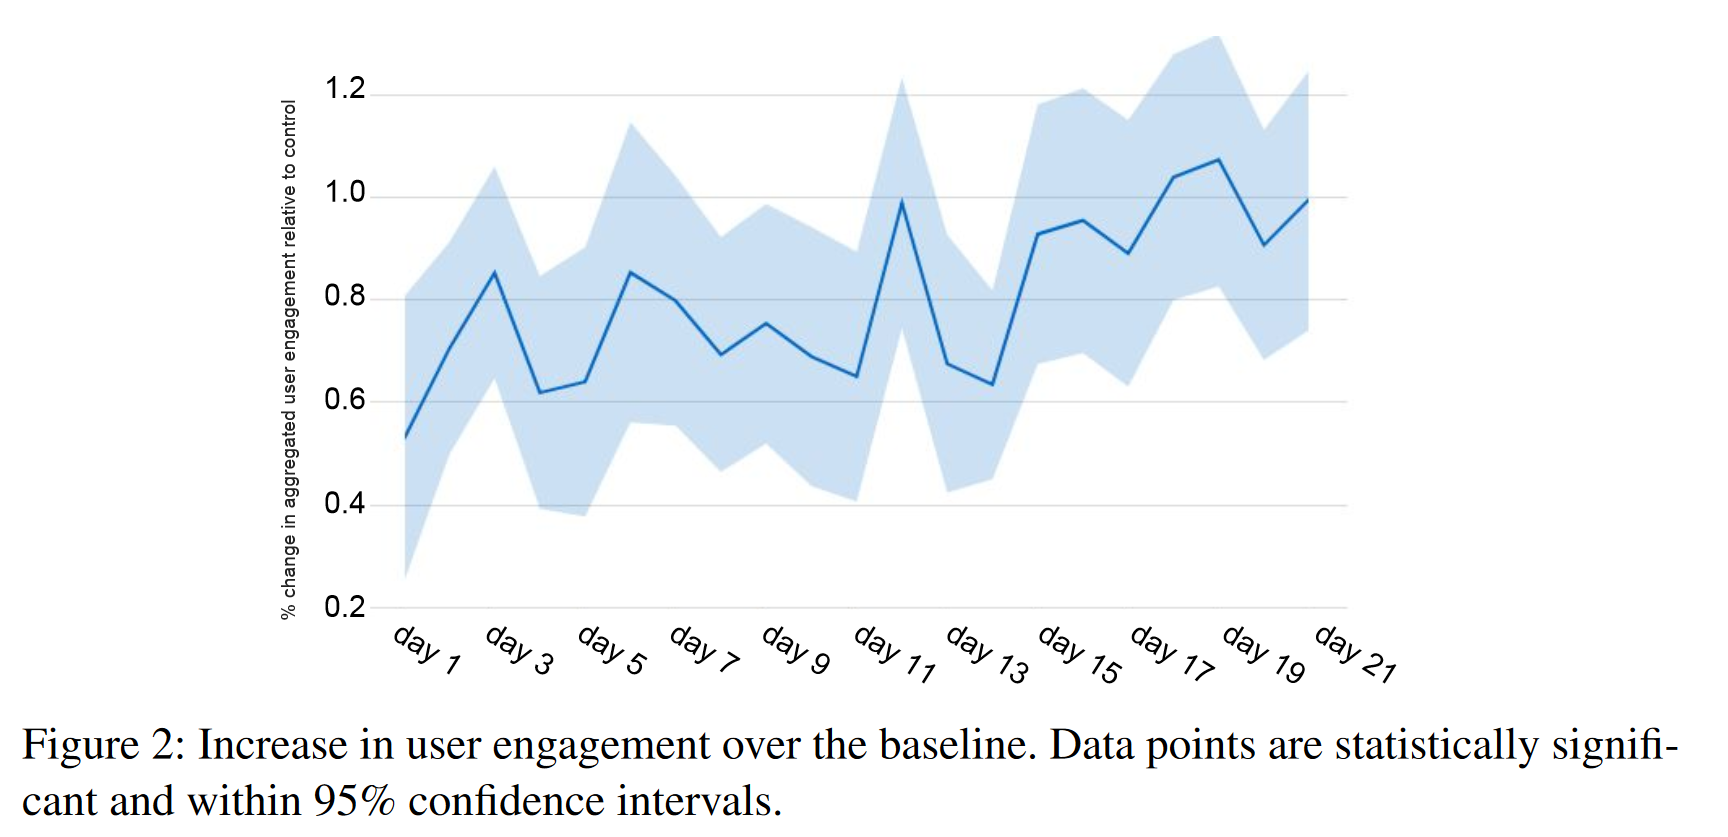 % change in aggregated user engagement relative to control
1.2
1.0
0.8
0.6
0.4
0.2
day 1
day 3
day 5
day 7
day 9
day 11
day 13
day 15
day 17
day 19
day 21
Figure 2: Increase in user engagement over the baseline. Data points are statistically signifi-
cant and within 95% confidence intervals.